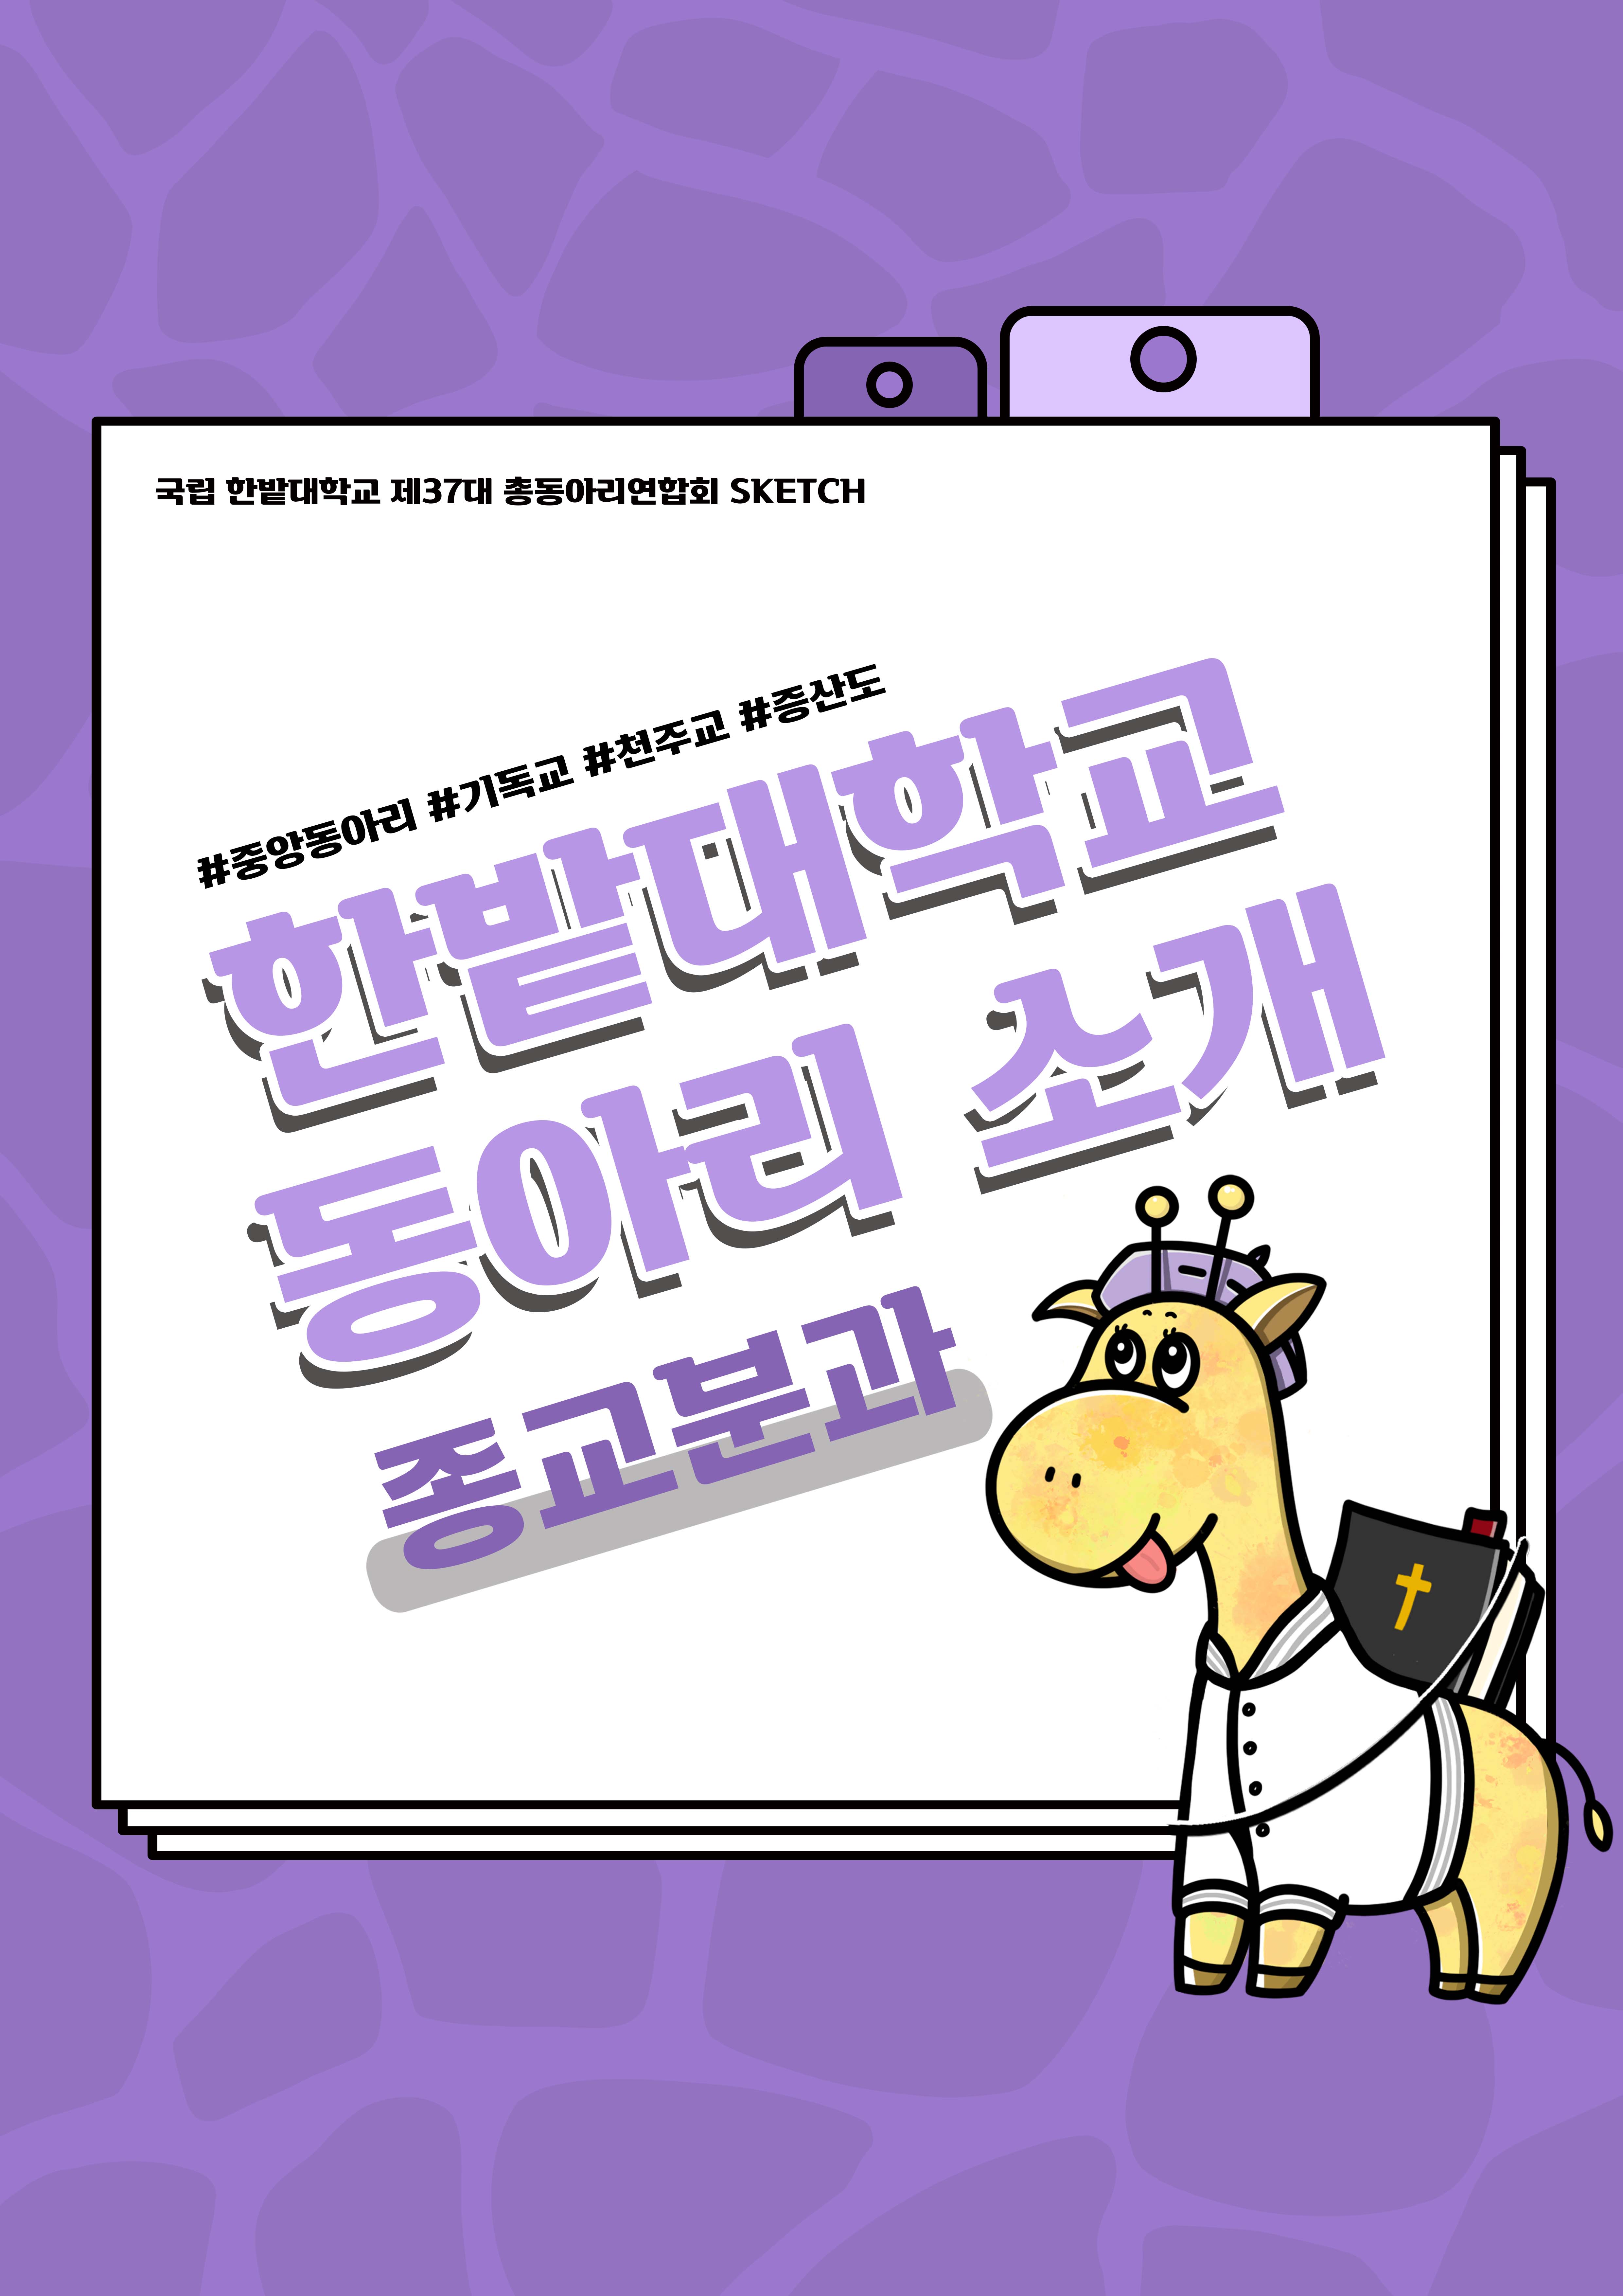 국립 한밭대학교 제37대 총동아리연합회 SKETCH
#중앙동아리 #기독교 #천주교 #증산도
한밭대학교
동아리 소개
종교분과